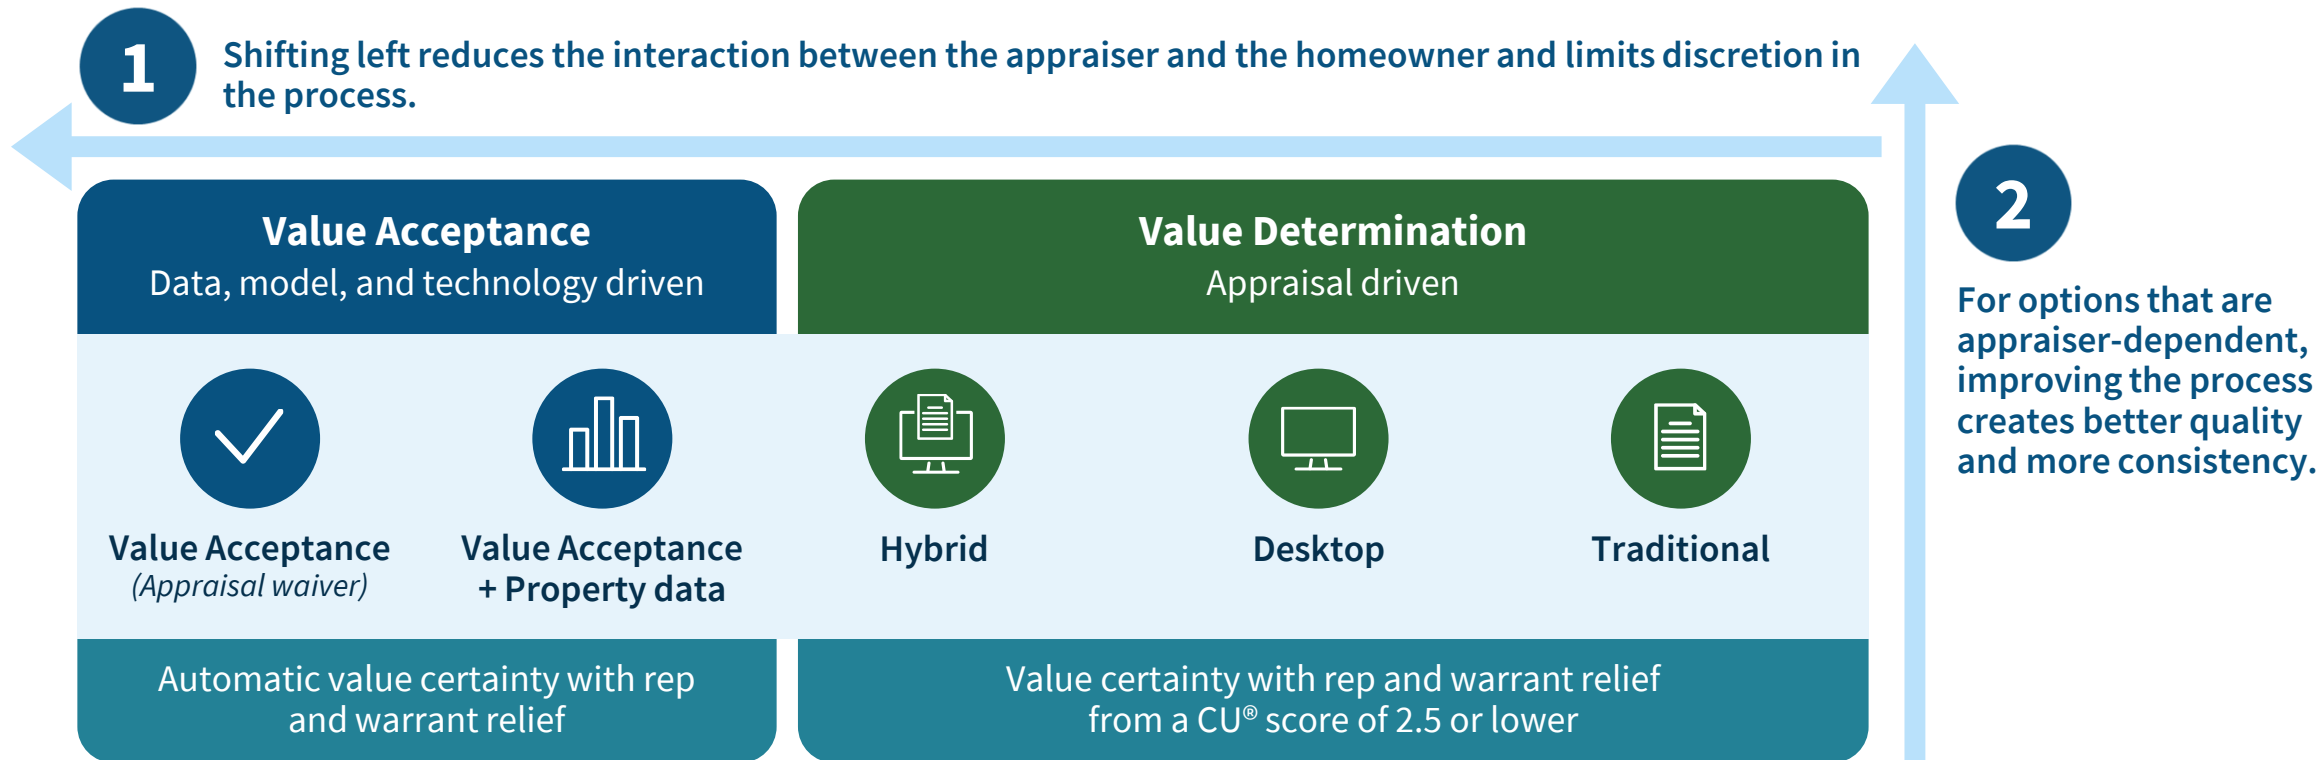 1
Shifting left reduces the interaction between the appraiser and the homeowner and limits discretion in
the process.
Value Acceptance
Data, model, and technology driven
Value Determination
Appraisal driven
2
For options that are
appraiser-dependent,
improving the process
creates better quality
and more consistency.
Value Acceptance
(Appraisal waiver)
Value Acceptance
+ Property data
Hybrid
Desktop
Traditional
Automatic value certainty with rep
and warrant relief
Value certainty with rep and warrant relief
from a CU® score of 2.5 or lower